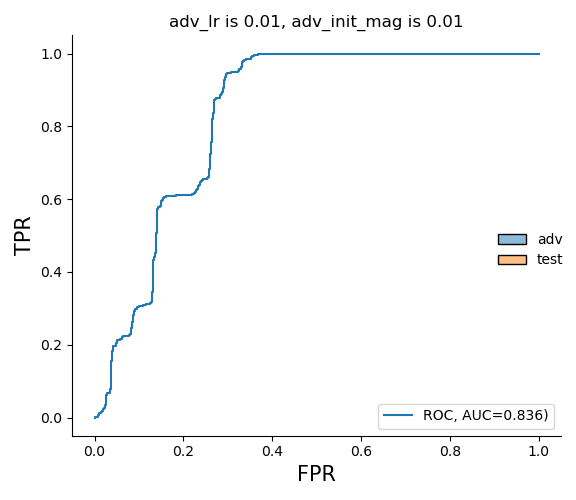 adv_lr is 0.01, adv_init_mag is 0.01
1.0
0.8
0.6
0.4
0.2
0.0
TPR
adv
test
ROC, AUC=0.836)
0.0 0.2 0.4 0.6 0.8 1.0
FPR